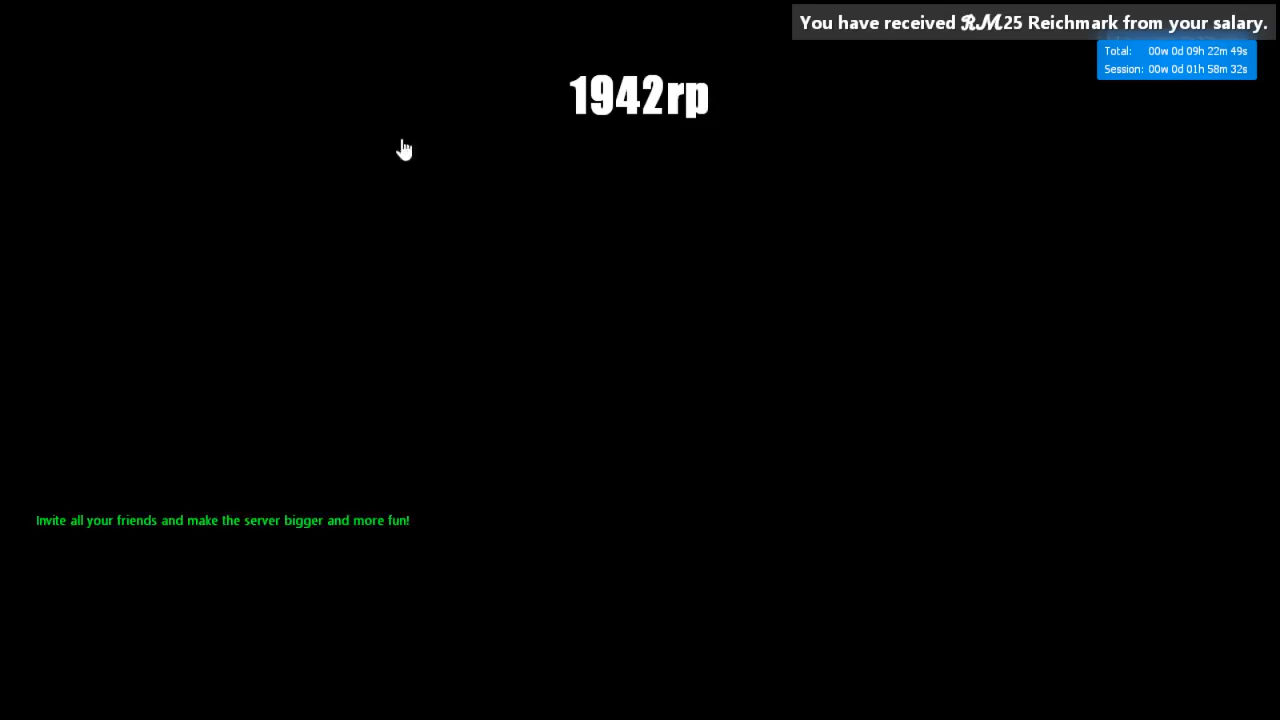 You have received ℛℳ25 Reichmark from your salary.
Total: 00w 0d 09h 22m 49s
Session: 00w 0d 01h 58m 32s
1942rp
Invite all your friends and make the server bigger and more fun!